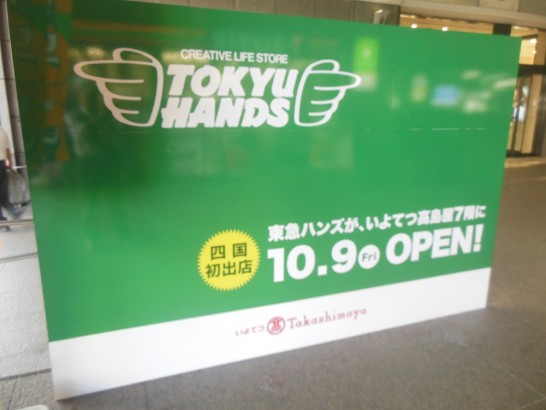 CREATIVE LIFE STORE
TOKYU
HANDS
東急ハンズが、いよてつ高島屋7階に
四国
初出店
10.9 Fri OPEN!
いよてつ 髙 Takashimaya